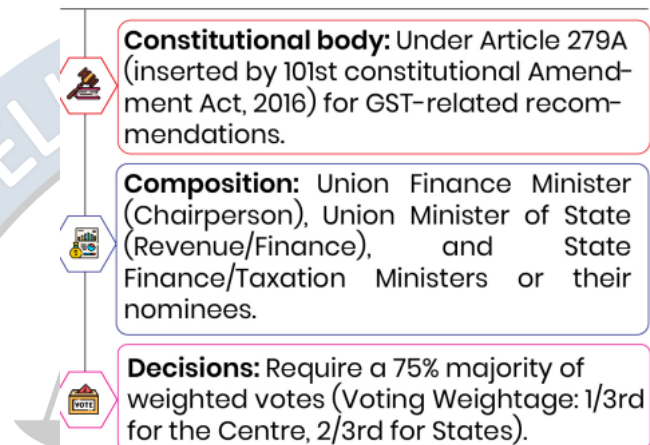 Constitutional body: Under Article 279A
(inserted by 101st constitutional Amend-
ment Act, 2016) for GST-related recom-
mendations.
Composition: Union Finance Minister
(Chairperson), Union Minister of State
(Revenue/Finance), and State
Finance/Taxation Ministers or their
nominees.
Decisions: Require a 75% majority of
weighted votes (Voting Weightage: 1/3rd
for the Centre, 2/3rd for States).
VOTE